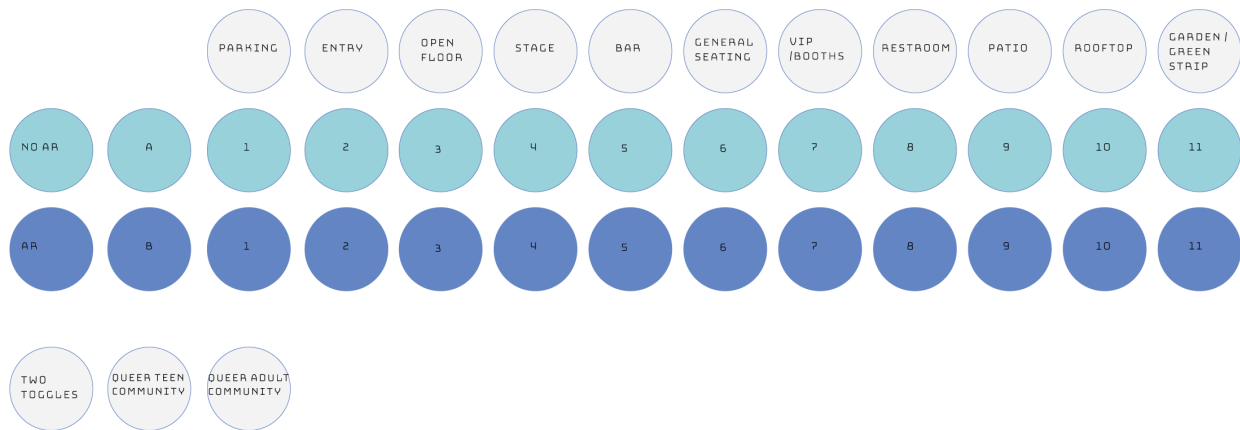 PARKING
ENTRY
OPEN
FLOOR
STAGE
BAR
GENERAL
SEATING
VIP
/BOOTHS
RESTROOM
PATIO
ROOFTOP
GARDEN /
GREEN
STRIP
NO AR
A
1
2
3
4
5
6
7
8
9
10
11
AR
B
1
2
3
4
5
6
7
8
9
10
11
TWO
TOGGLES
QUEER TEEN
COMMUNITY
QUEER ADULT
COMMUNITY